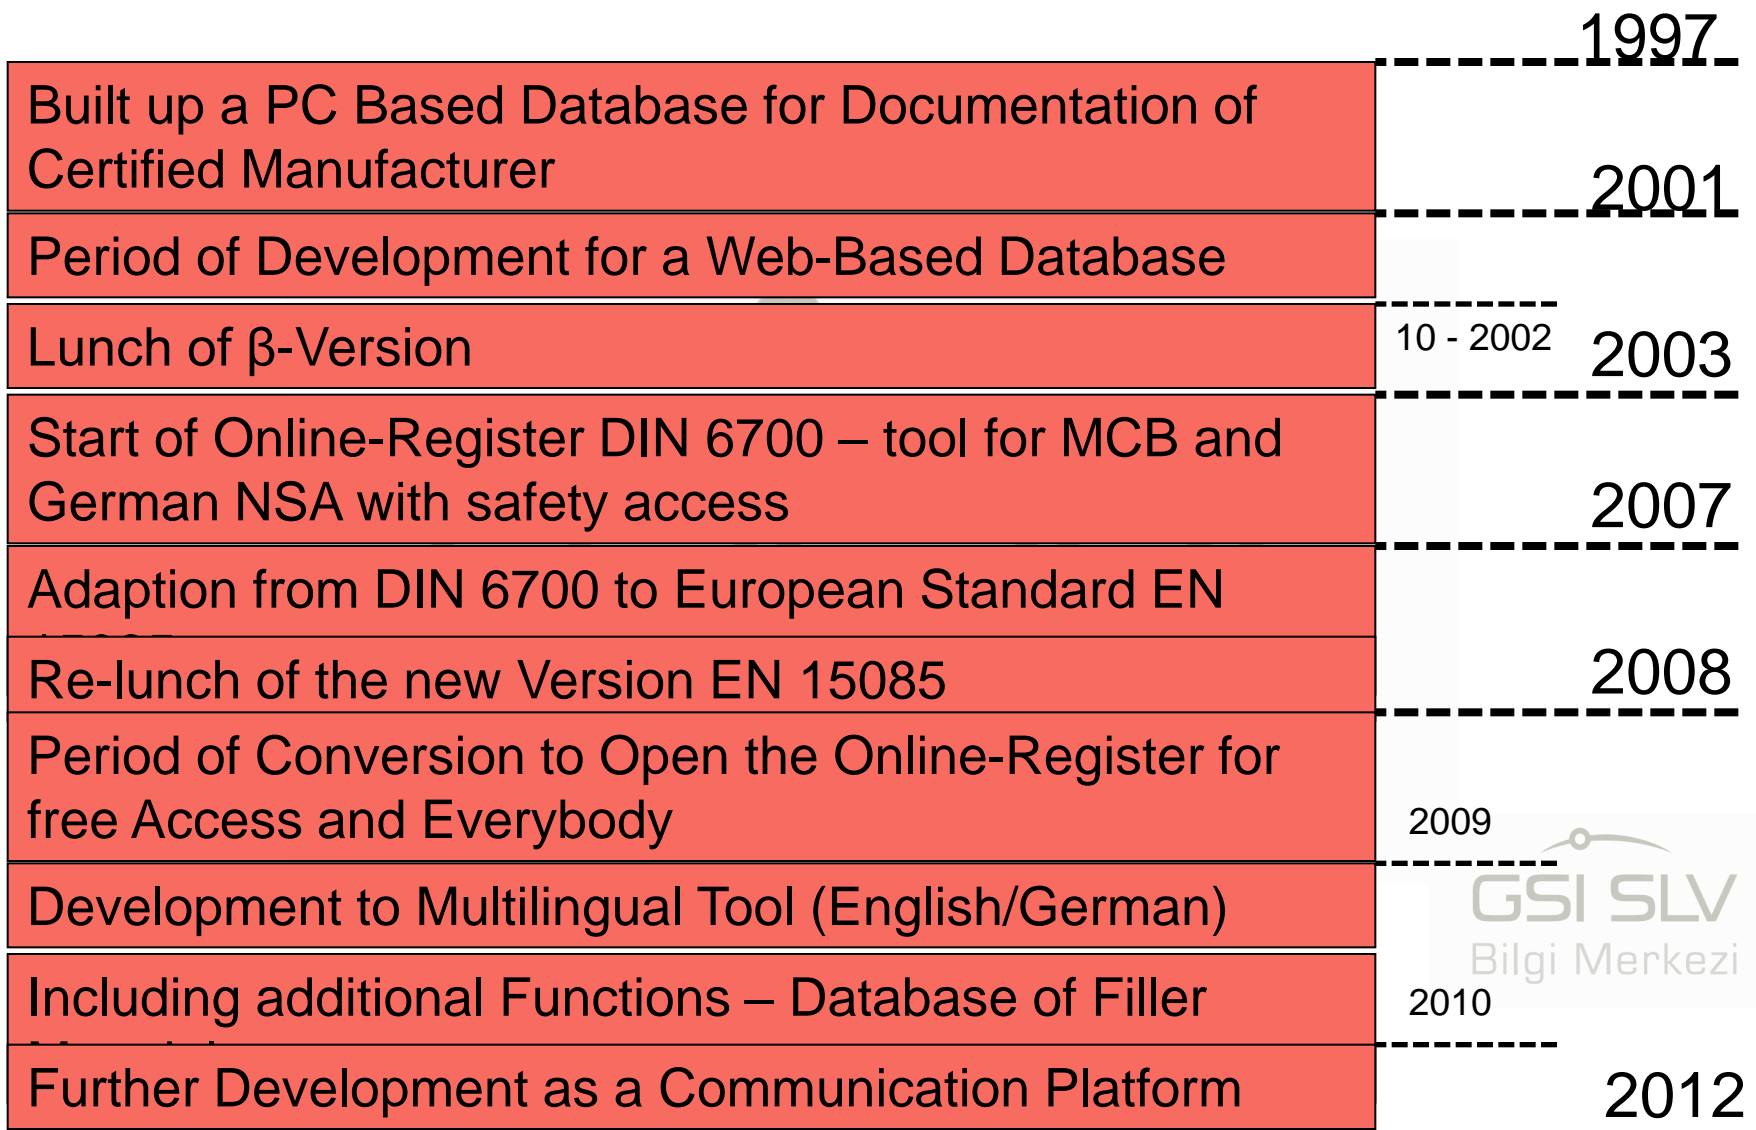 1997
Built up a PC Based Database for Documentation of
Certified Manufacturer
2001
Period of Development for a Web-Based Database
Lunch of β-Version
10 - 2002
2003
Start of Online-Register DIN 6700 – tool for MCB and
German NSA with safety access
2007
Adaption from DIN 6700 to European Standard EN
Re-lunch of the new Version EN 15085
2008
Period of Conversion to Open the Online-Register for
free Access and Everybody
2009
Development to Multilingual Tool (English/German)
GSI SLV
Bilgi Merkezi
Including additional Functions – Database of Filler
2010
Further Development as a Communication Platform
2012